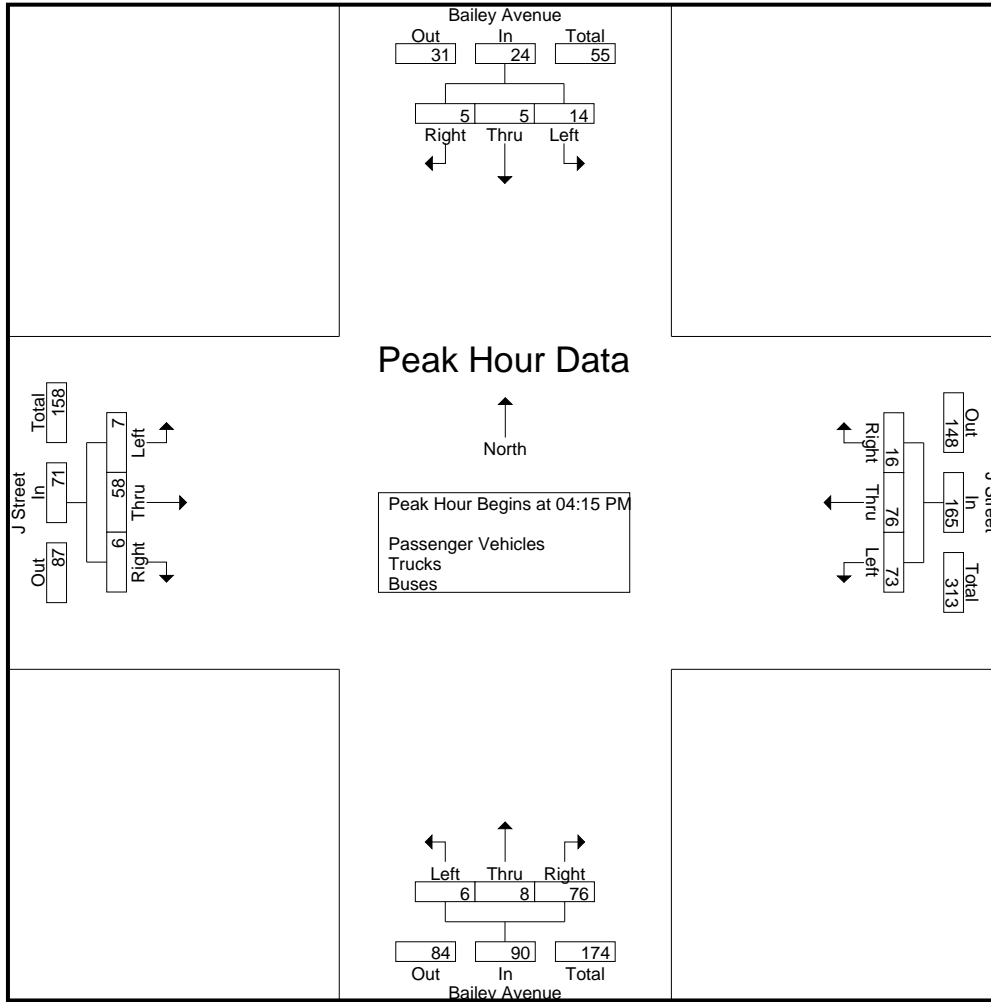 Bailey Avenue
Out In Total
31 24 55
5 5 14
Right Thru Left
Peak Hour Data
North
Peak Hour Begins at 04:15 PM
Passenger Vehicles
Trucks
Buses
J Street
Total In Out
158 71 87
7 58 6
Left Thru Right
Right Thru Left
16 76 73
Out In Total
148 165 313
J Street
Left Thru Right
6 8 76
84 90 174
Out In Total
Bailey Avenue